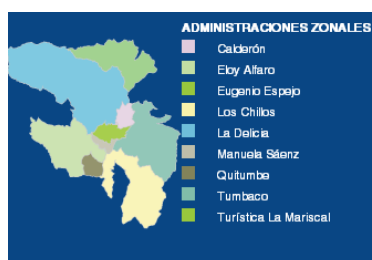 ADMINISTRACIONES ZONALES
Calderón
Eloy Alfaro
Eugenio Espejo
Los Chillos
La Delicia
Manuela Sáenz
Quitumbe
Tumbaco
Turística La Mariscal